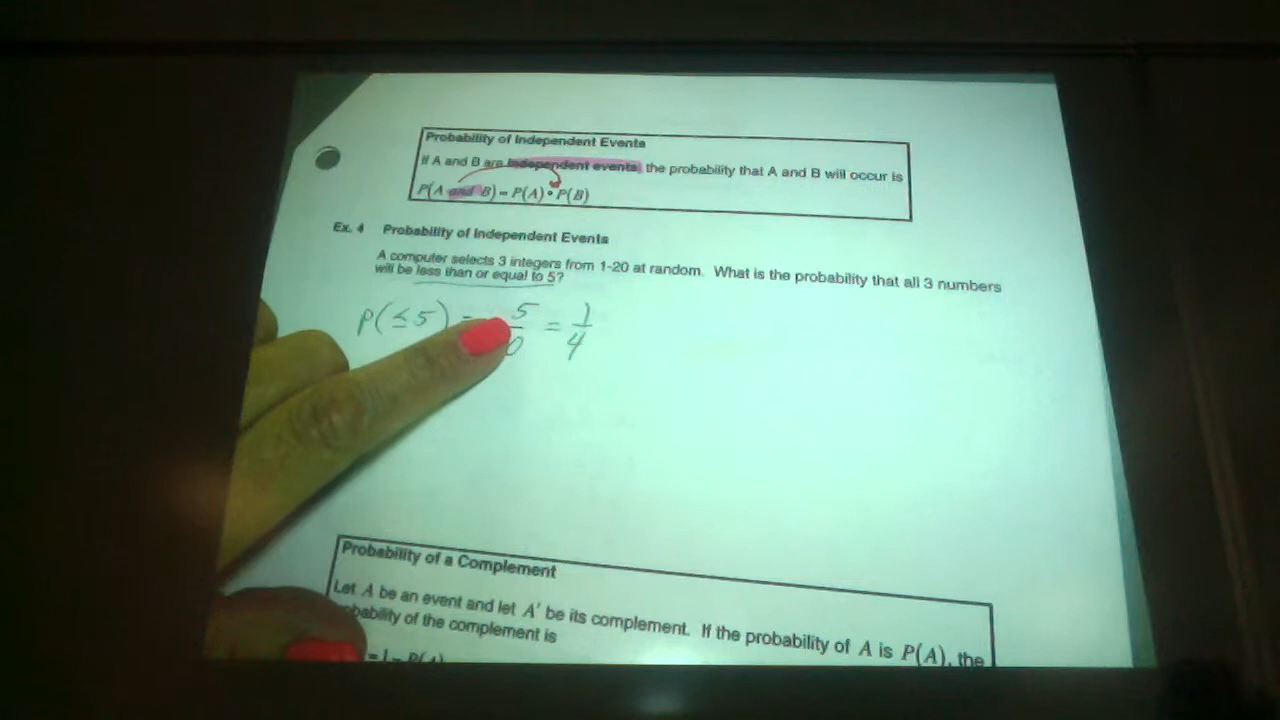 Probability of Independent Events
If A and B are independent events, the probability that A and B will occur is
P(A and B) = P(A) • P(B)
Ex. 4 Probability of Independent Events
A computer selects 3 integers from 1-20 at random. What is the probability that all 3 numbers
will be less than or equal to 5?
P(≤5) = 5/0 = 1/4
Probability of a Complement
Let A be an event and let A' be its complement. If the probability of A is P(A), the
of the complement is
= 1 - P(A)